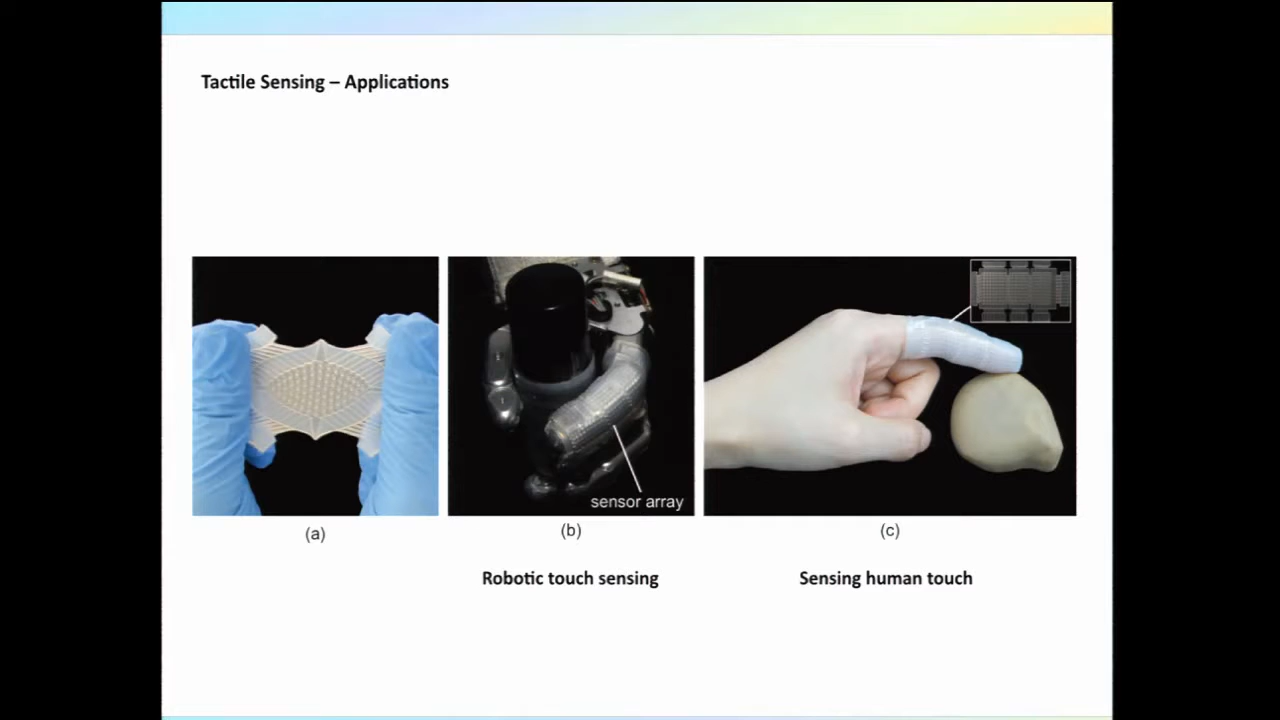 Tactile Sensing – Applications
sensor array
(a)
(b)
(c)
Robotic touch sensing
Sensing human touch